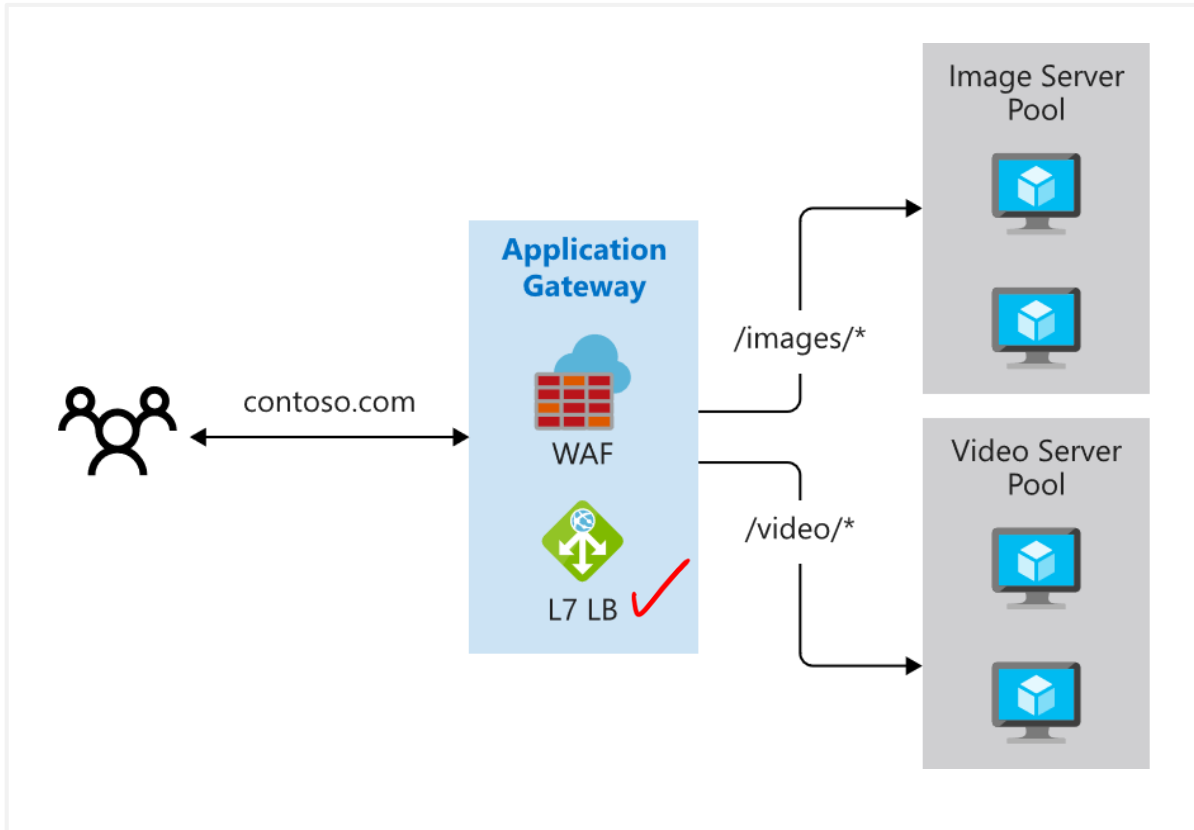 Image Server
Pool
Application
Gateway
/images/*
contoso.com
WAF
Video Server
Pool
/video/*
L7 LB